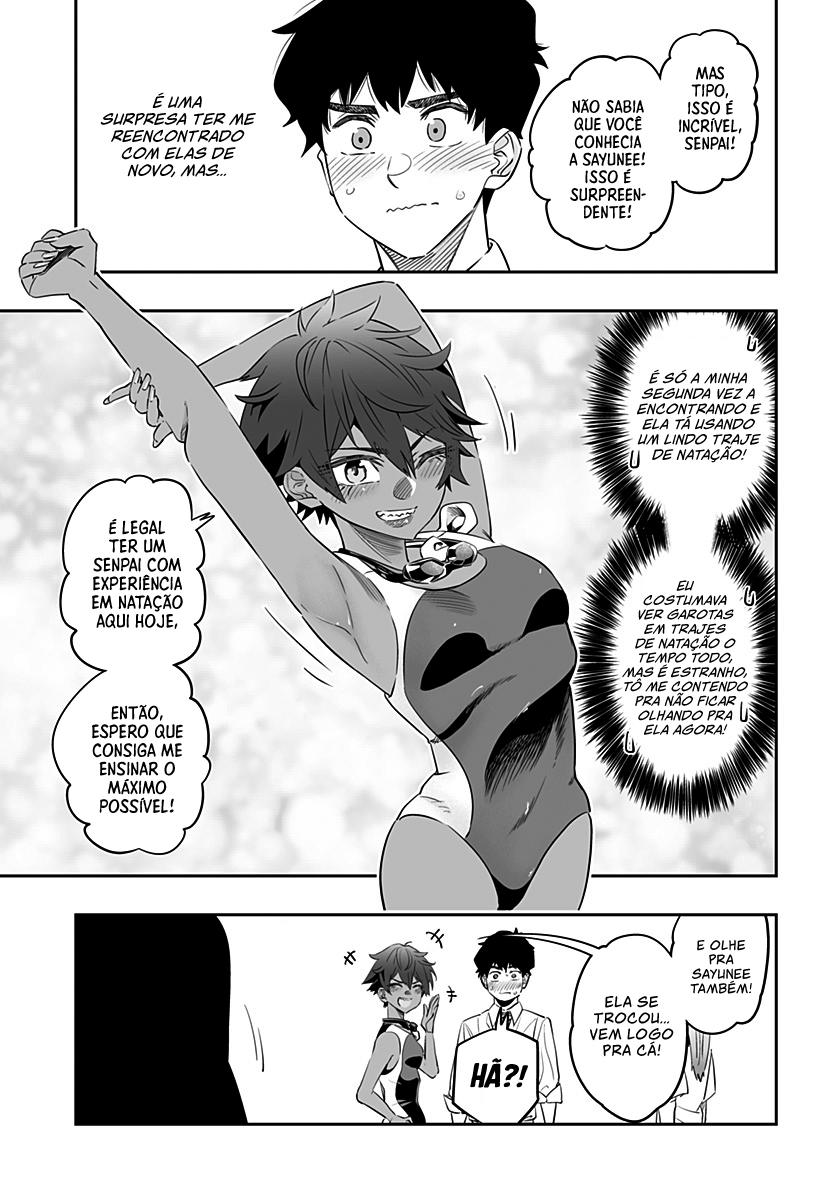 MAS
TIPO,
ISSO É
INCRÍVEL,
SENPAI!
NÃO SABIA
QUE VOCÊ
CONHECIA
A SAYUNEE!
ISSO É
SURPREEN-
DENTE!
É UMA
SURPRESA TER ME
REENCONTRADO
COM ELAS DE
NOVO, MAS...
É SÓ A MINHA
SEGUNDA VEZ A
ENCONTRANDO E
ELA TÁ USANDO
UM LINDO TRAJE
DE NATAÇÃO!
EU
COSTUMAVA
VER GAROTAS
EM TRAJES
DE NATAÇÃO O
TEMPO TODO,
MAS É ESTRANHO,
TÔ ME CONTENDO
PRA NÃO FICAR
OLHANDO PRA
ELA AGORA!
É LEGAL
TER UM
SENPAI COM
EXPERIÊNCIA
EM NATAÇÃO
AQUI HOJE,
ENTÃO,
ESPERO QUE
CONSIGA ME
ENSINAR O
MÁXIMO
POSSÍVEL!
E OLHE
PRA
SAYUNEE
TAMBÉM!
ELA SE
TROCOU...
VEM LOGO
PRA CÁ!
HÃ?!